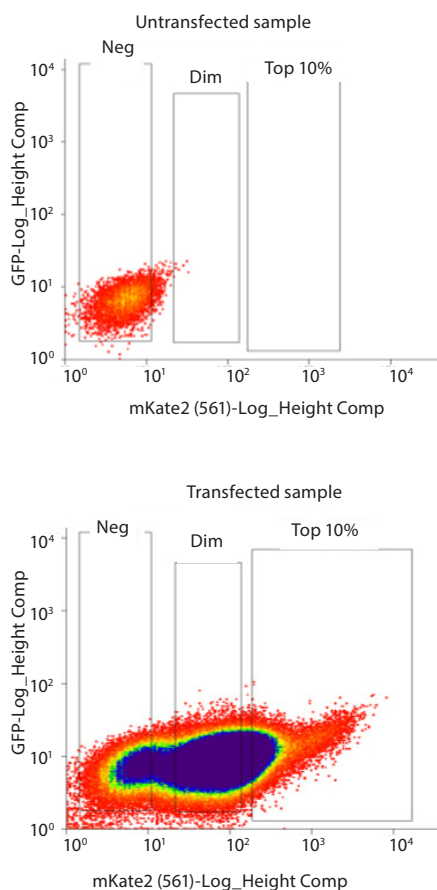 Untransfected sample
Neg
Dim
Top 10%
GFP-Log_Height Comp
10⁴
10³
10²
10¹
10⁰
10⁰ 10¹ 10² 10³ 10⁴
mKate2 (561)-Log_Height Comp
Transfected sample
Neg
Dim
Top 10%
GFP-Log_Height Comp
10⁴
10³
10²
10¹
10⁰
10⁰ 10¹ 10² 10³ 10⁴
mKate2 (561)-Log_Height Comp